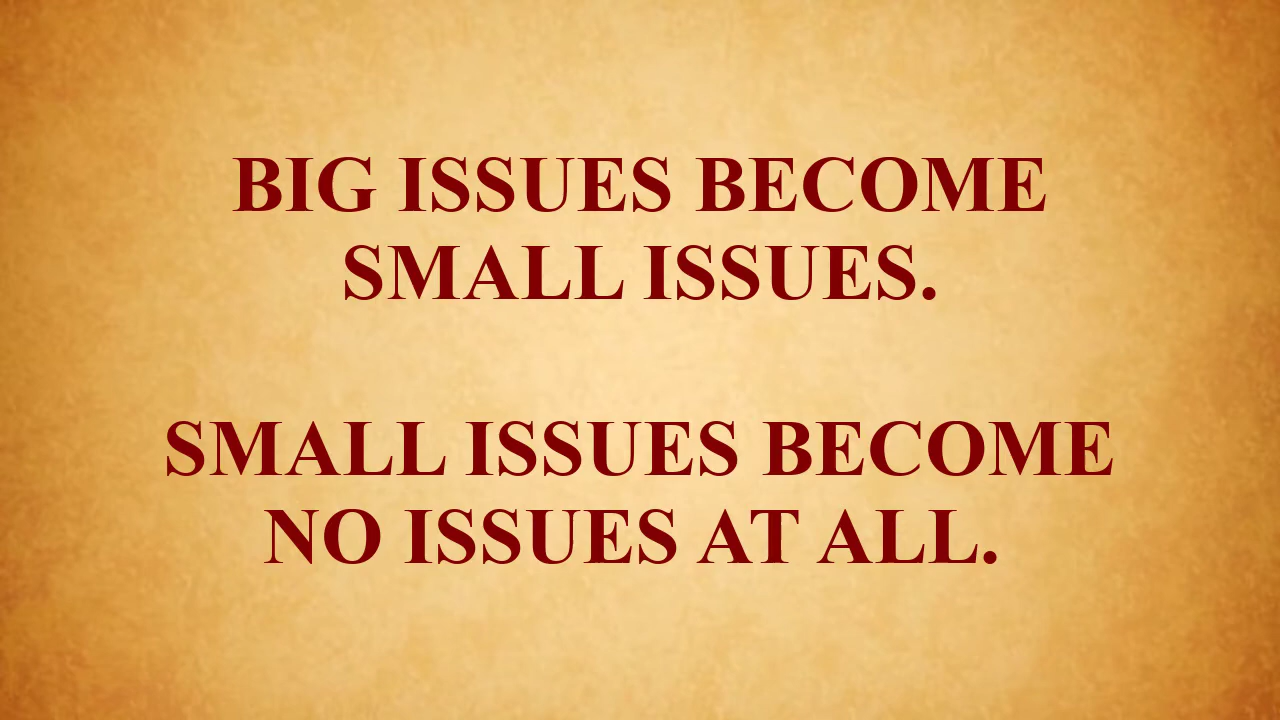 BIG ISSUES BECOME
SMALL ISSUES.
SMALL ISSUES BECOME
NO ISSUES AT ALL.